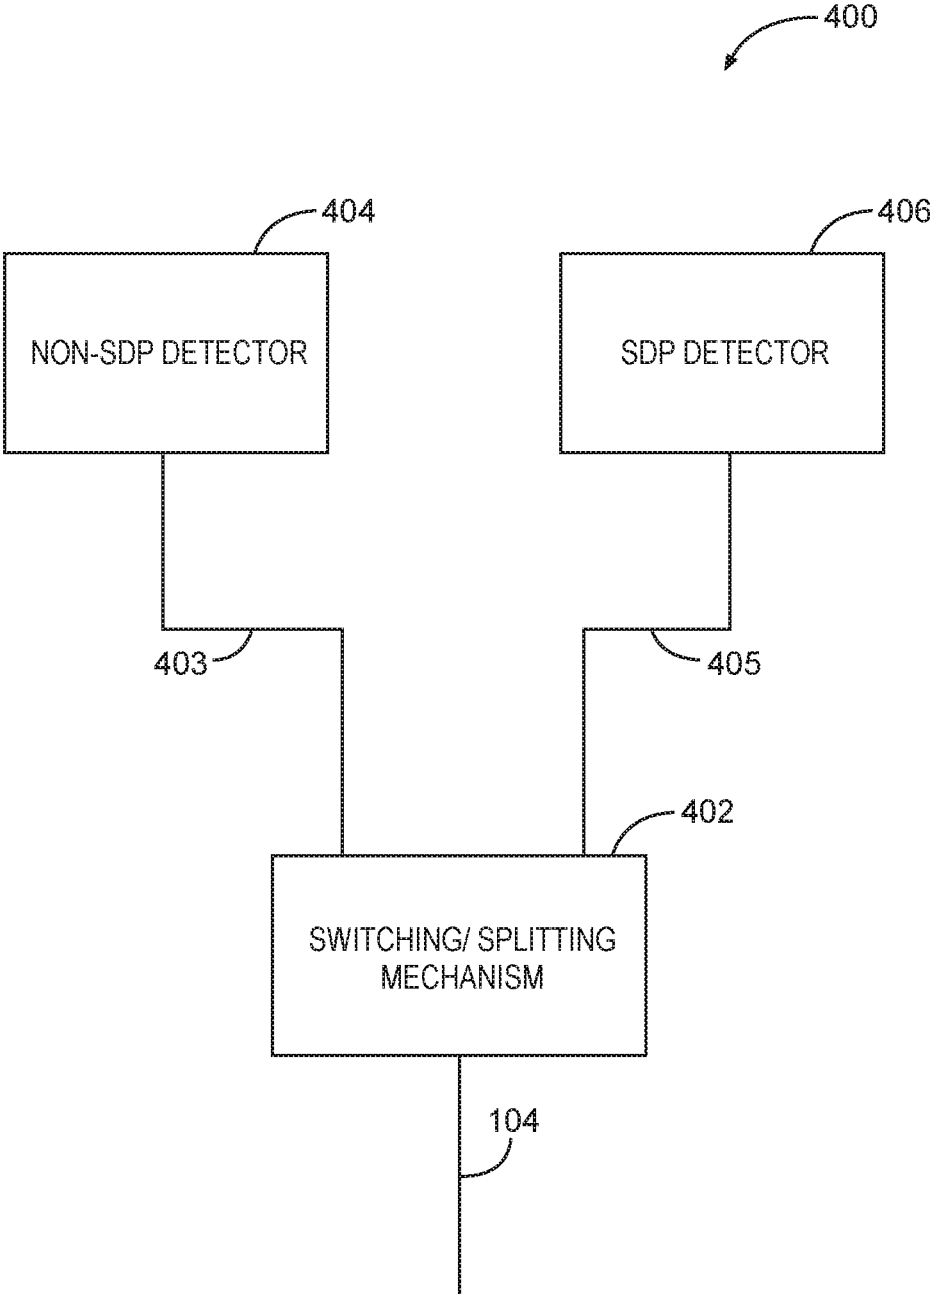 400
404
406
NON-SDP DETECTOR
SDP DETECTOR
403
405
402
SWITCHING/ SPLITTING
MECHANISM
104